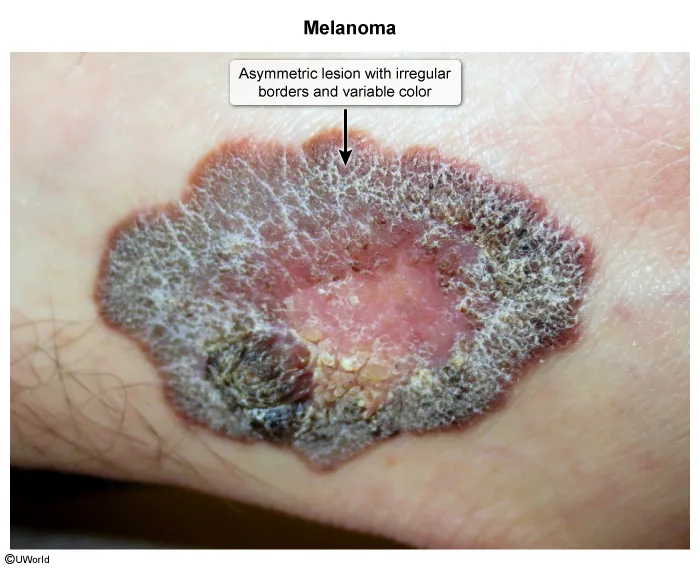 Melanoma
Asymmetric lesion with irregular
borders and variable color
©UWorld